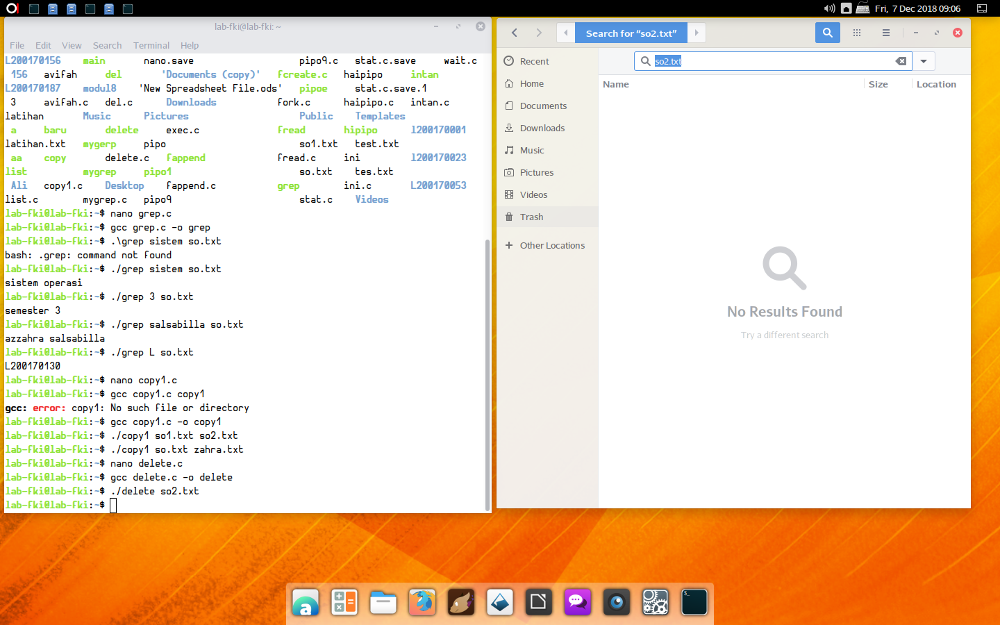 Fri, 7 Dec 2018 09:06
lab-fki@lab-fki: ~
File Edit View Search Terminal Help
L200170156 main nano.save pipo9.c stat.c.save wait.c
156 avifah del 'Documents (copy)' fcreate.c haipipo intan
L200170187 modul8 'New Spreadsheet File.ods' pipoe stat.c.save.1
3 avifah.c del.c Downloads fork.c haipipo.c intan.c
latihan Music Pictures Public Templates
a baru delete exec.c fread hipipo l200170001
latihan.txt mygerp pipo so1.txt test.txt
aa copy delete.c fappend fread.c ini l200170023
list mygrep pipo1 so.txt tes.txt
Ali copy1.c Desktop fappend.c grep ini.c L200170053
list.c mygrep.c pipo9 stat.c Videos
lab-fki@lab-fki:~$ nano grep.c
lab-fki@lab-fki:~$ gcc grep.c -o grep
lab-fki@lab-fki:~$ .\grep sistem so.txt
bash: .grep: command not found
lab-fki@lab-fki:~$ ./grep sistem so.txt
sistem operasi
lab-fki@lab-fki:~$ ./grep 3 so.txt
semester 3
lab-fki@lab-fki:~$ ./grep salsabilla so.txt
azzahra salsabilla
lab-fki@lab-fki:~$ ./grep L so.txt
L200170130
lab-fki@lab-fki:~$ nano copy1.c
lab-fki@lab-fki:~$ gcc copy1.c copy1
gcc: error: copy1: No such file or directory
lab-fki@lab-fki:~$ gcc copy1.c -o copy1
lab-fki@lab-fki:~$ ./copy1 so1.txt so2.txt
lab-fki@lab-fki:~$ ./copy1 so.txt zahra.txt
lab-fki@lab-fki:~$ nano delete.c
lab-fki@lab-fki:~$ gcc delete.c -o delete
lab-fki@lab-fki:~$ ./delete so2.txt
lab-fki@lab-fki:~$
Search for “so2.txt”
so2.txt
Recent
Home
Documents
Downloads
Music
Pictures
Videos
Trash
Other Locations
Name Size Location
No Results Found
Try a different search